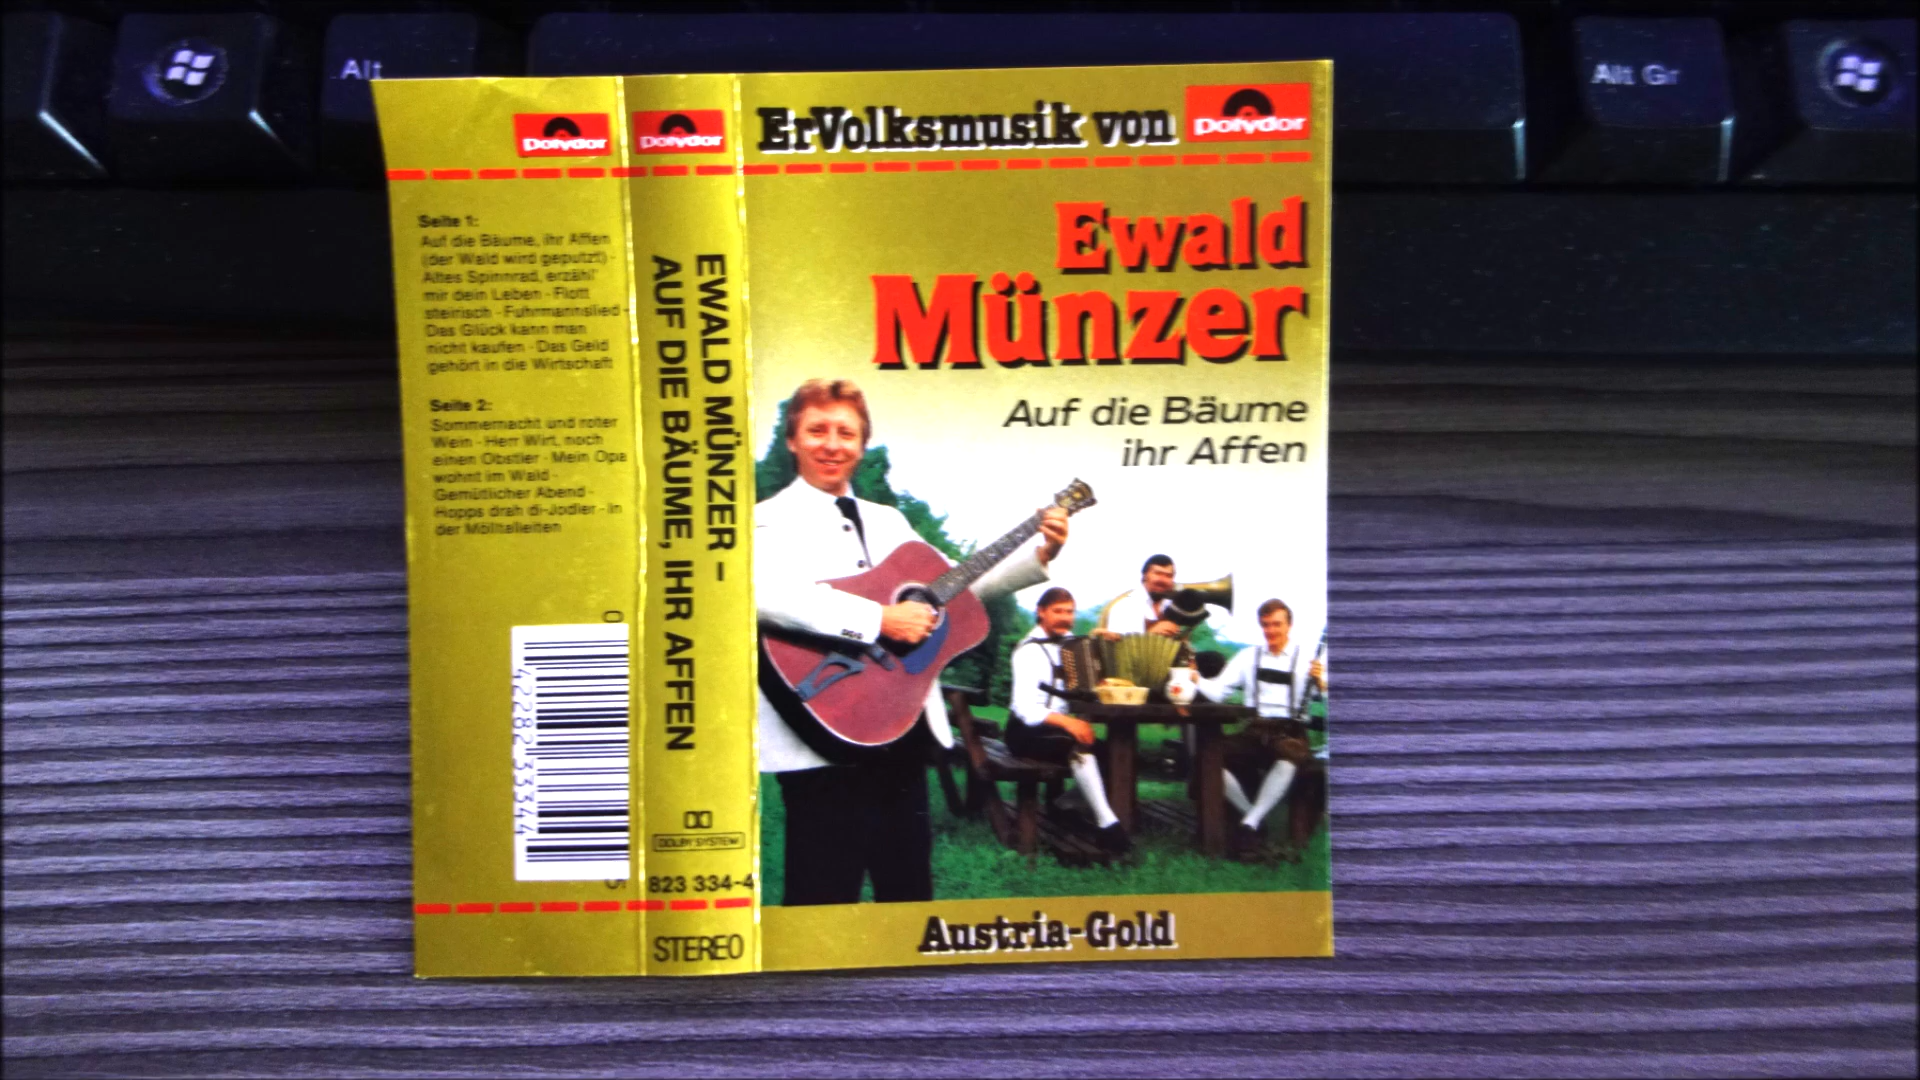 Alt
Alt Gr
Polydor
Seite 1:
Auf die Bäume, ihr Affen
(der Wald wird geputzt) ·
Altes Spinnrad, erzähl'
mir dein Leben · Flott
steirisch · Fuhrmannslied ·
Das Glück kann man
nicht kaufen · Das Geld
gehört in die Wirtschaft
Seite 2:
Sommernacht und roter
Wein · Herr Wirt, noch
einen Obstler · Mein Opa
wohnt im Wald ·
Gemütlicher Abend ·
Hopps drah di-Jodler · In
der Mölltalleiten
0
42282 33344
Polydor
EWALD MÜNZER –
AUF DIE BÄUME, IHR AFFEN
DOLBY SYSTEM
823 334-4
STEREO
ErVolksmusik von
Polydor
Ewald
Münzer
Auf die Bäume
ihr Affen
Austria-Gold